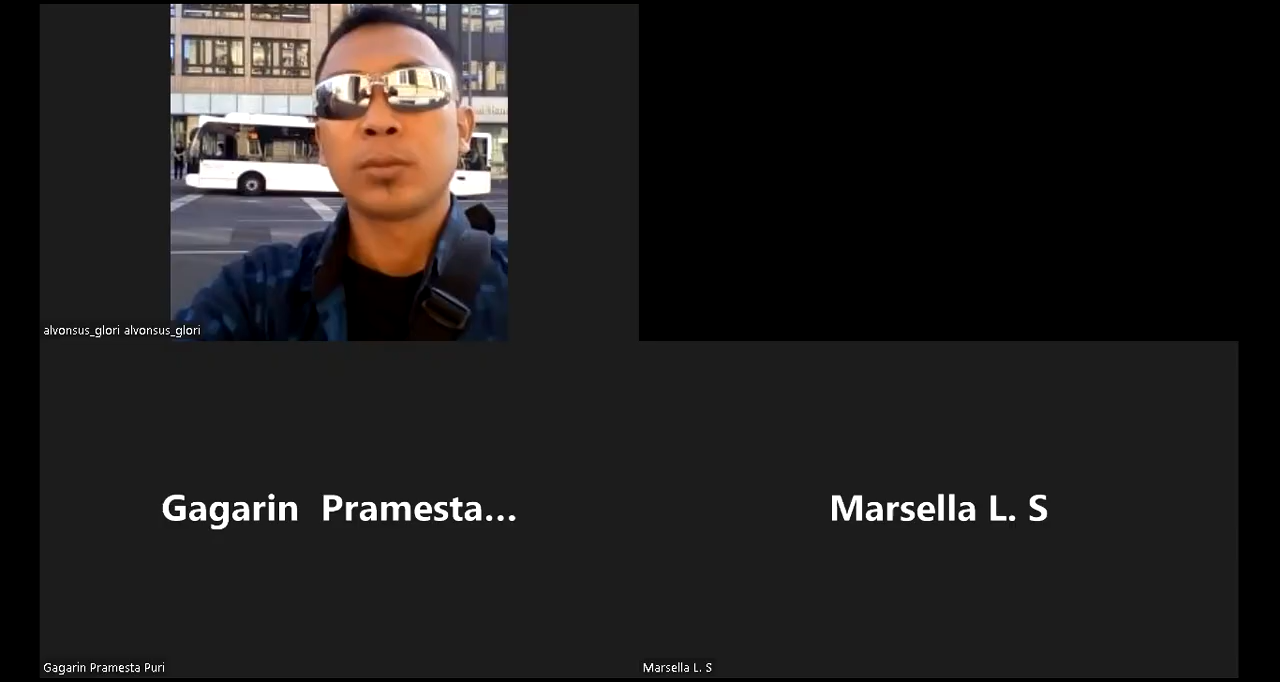 alvonsus_glori alvonsus_glori
Gagarin Pramesta...
Marsella L. S
Gagarin Pramesta Puri
Marsella L. S